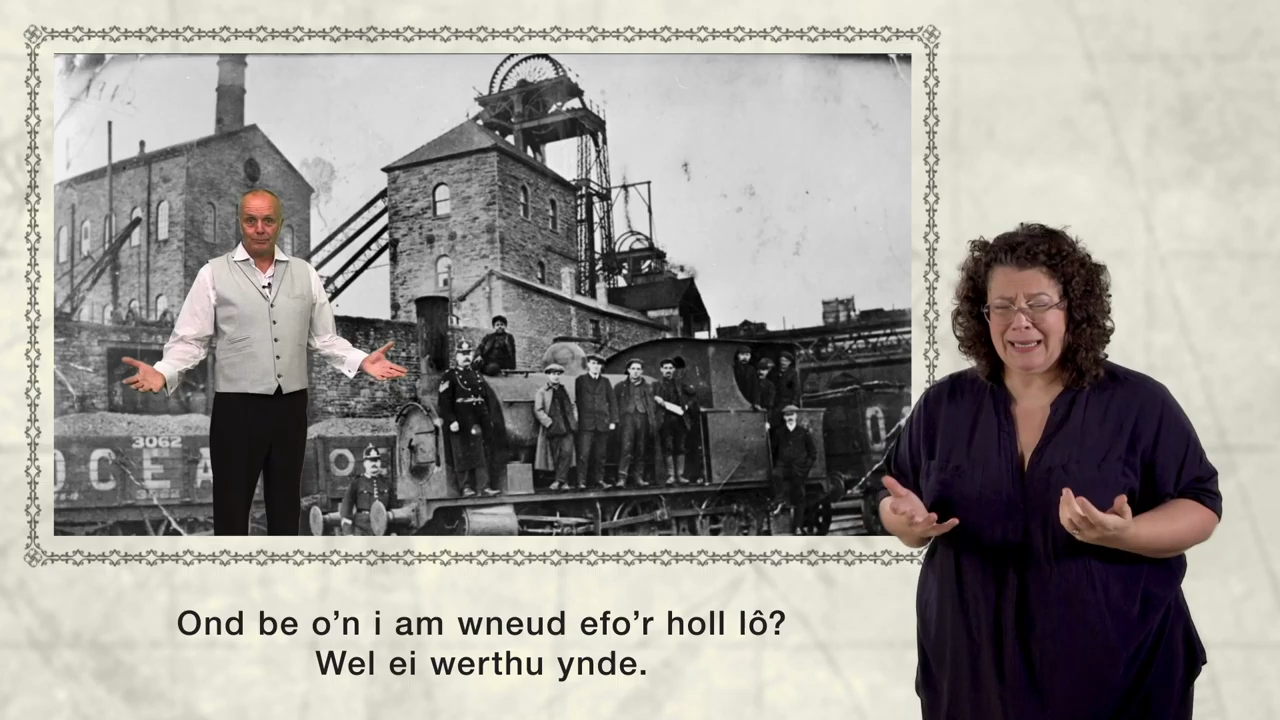 3062
OCEA
O
O
Ond be o'n i am wneud efo'r holl lô?
Wel ei werthu ynde.